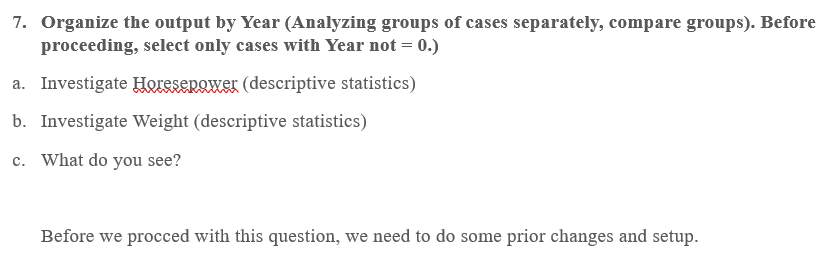 7. Organize the output by Year (Analyzing groups of cases separately, compare groups). Before
proceeding, select only cases with Year not = 0.)
a. Investigate Horesepower (descriptive statistics)
b. Investigate Weight (descriptive statistics)
c. What do you see?
Before we procced with this question, we need to do some prior changes and setup.